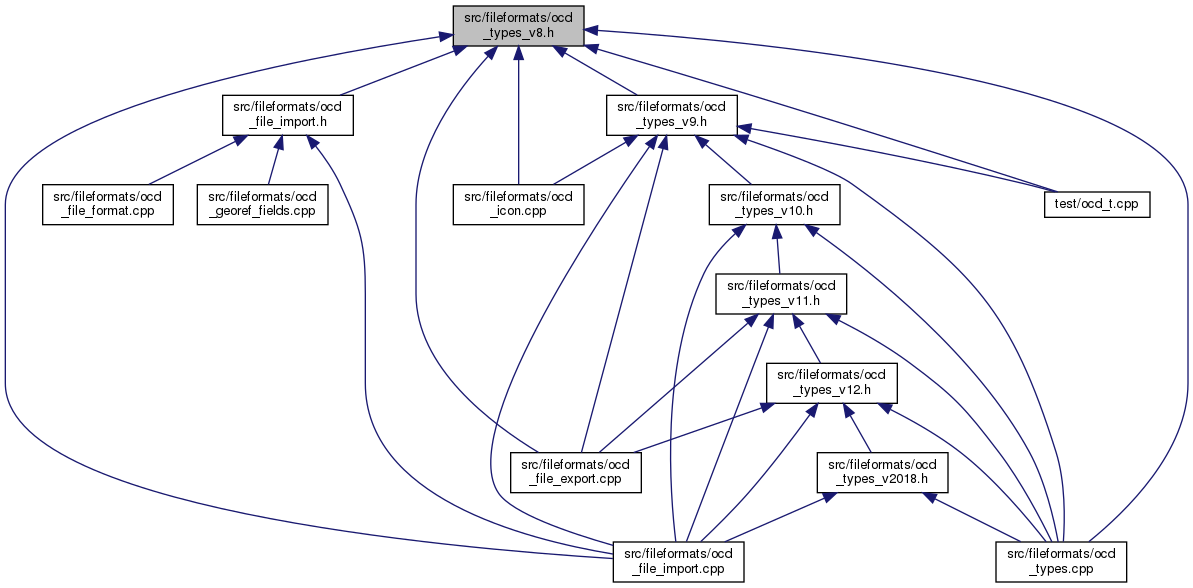 src/fileformats/ocd
_types_v8.h
src/fileformats/ocd
_file_import.h
src/fileformats/ocd
_types_v9.h
src/fileformats/ocd
_file_format.cpp
src/fileformats/ocd
_georef_fields.cpp
src/fileformats/ocd
_icon.cpp
src/fileformats/ocd
_types_v10.h
test/ocd_t.cpp
src/fileformats/ocd
_types_v11.h
src/fileformats/ocd
_types_v12.h
src/fileformats/ocd
_file_export.cpp
src/fileformats/ocd
_types_v2018.h
src/fileformats/ocd
_file_import.cpp
src/fileformats/ocd
_types.cpp